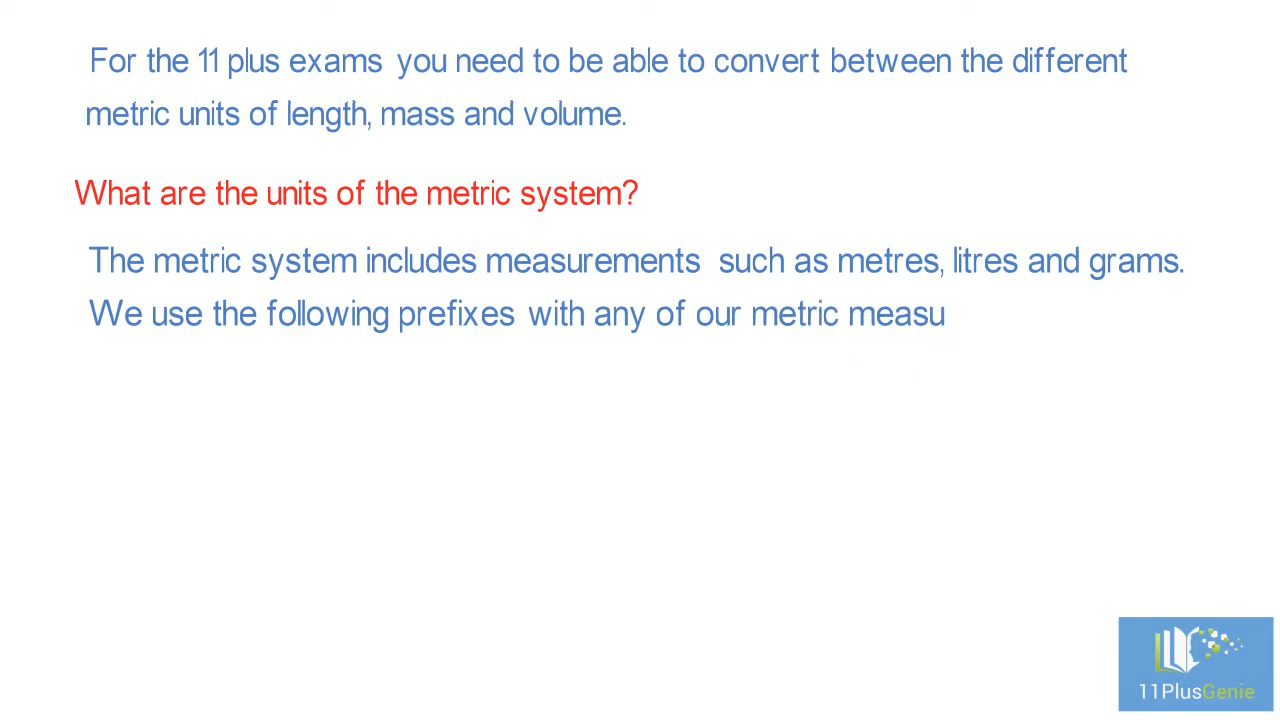 For the 11 plus exams you need to be able to convert between the different
metric units of length, mass and volume.
What are the units of the metric system?
The metric system includes measurements such as metres, litres and grams.
We use the following prefixes with any of our metric measu
11PlusGenie